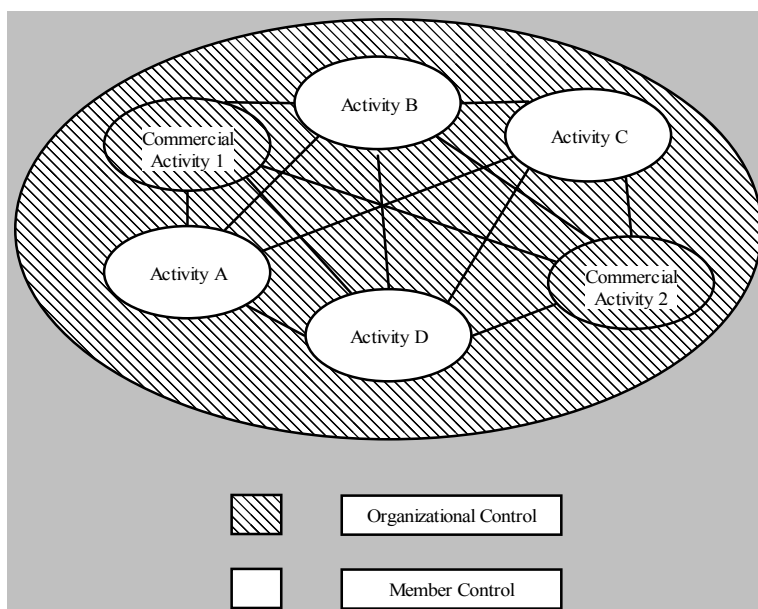 Activity B
Commercial
Activity 1
Activity C
Activity A
Commercial
Activity 2
Activity D
Organizational Control
Member Control